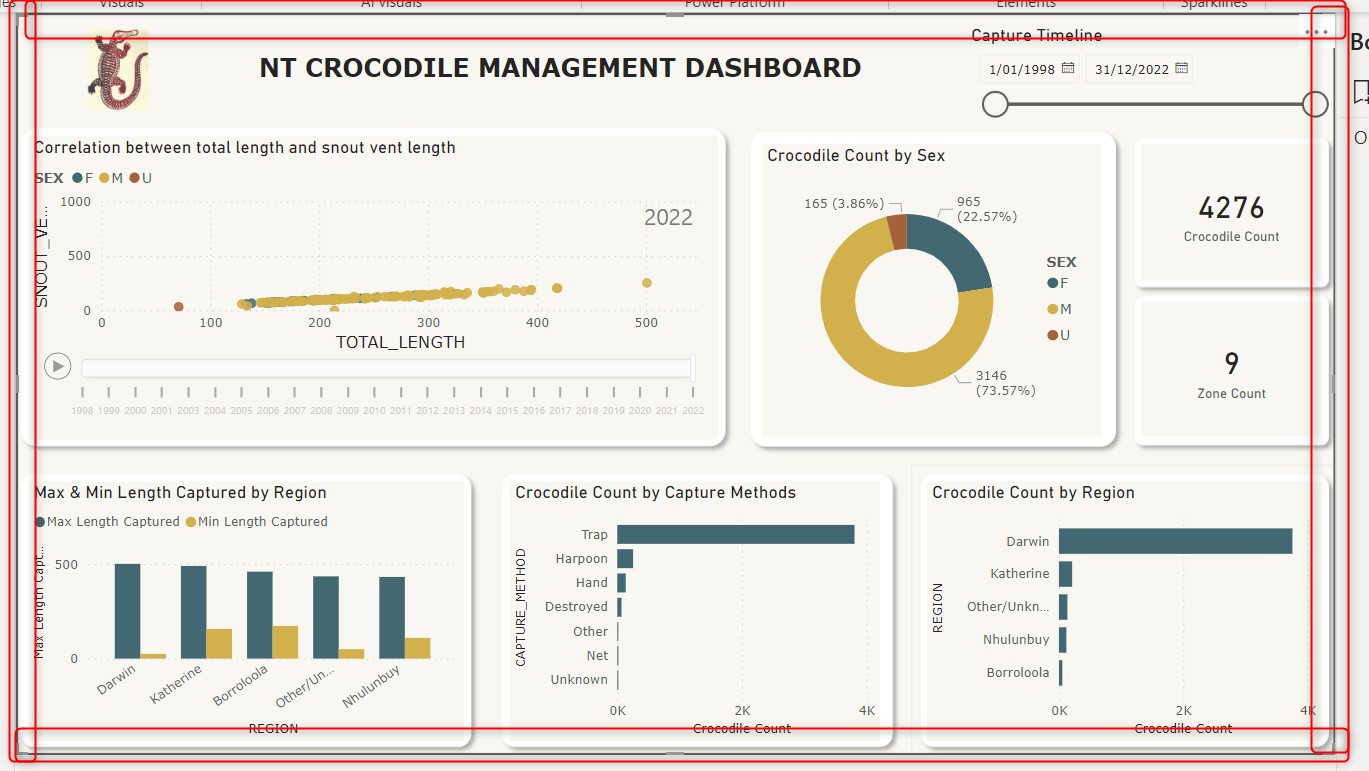 Visuals
AI visuals
Power Platform
Elements
Sparklines
Capture Timeline
NT CROCODILE MANAGEMENT DASHBOARD
1/01/1998
31/12/2022
Correlation between total length and snout vent length
SEX F M U
SNOUT_VE...
1000
500
0
2022
0 100 200 300 400 500
TOTAL_LENGTH
1998 1999 2000 2001 2002 2003 2004 2005 2006 2007 2008 2009 2010 2011 2012 2013 2014 2015 2016 2017 2018 2019 2020 2021 2022
Crocodile Count by Sex
165 (3.86%)
965
(22.57%)
3146
(73.57%)
SEX
F
M
U
4276
Crocodile Count
9
Zone Count
Max & Min Length Captured by Region
Max Length Captured Min Length Captured
Max Length Capt...
500
0
Darwin
Katherine
Borroloola
Other/Un...
Nhulunbuy
REGION
Crocodile Count by Capture Methods
CAPTURE_METHOD
Trap
Harpoon
Hand
Destroyed
Other
Net
Unknown
0K 2K 4K
Crocodile Count
Crocodile Count by Region
REGION
Darwin
Katherine
Other/Unkn...
Nhulunbuy
Borroloola
0K 2K 4K
Crocodile Count